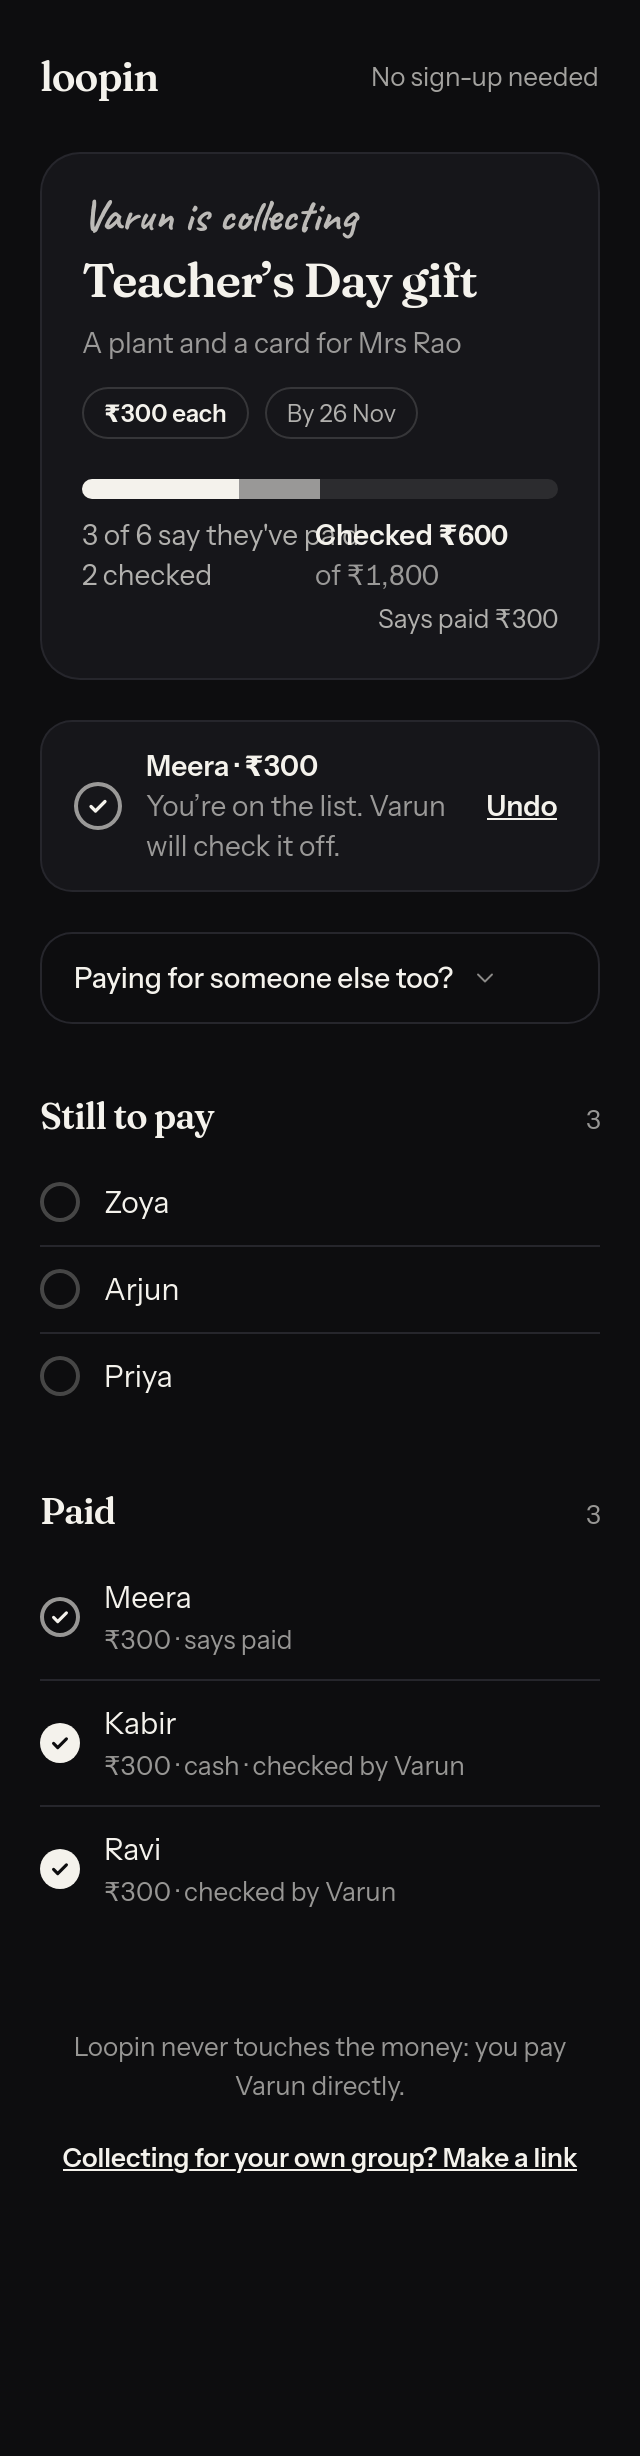 loopin
No sign-up needed
Varun is collecting
Teacher’s Day gift
A plant and a card for Mrs Rao
₹300 each
By 26 Nov
3 of 6 say they've paid
2 checked
Checked ₹600
of ₹1,800
Says paid ₹300
Meera · ₹300
You’re on the list. Varun
will check it off.
Undo
Paying for someone else too?
Still to pay
3
Zoya
Arjun
Priya
Paid
3
Meera
₹300 · says paid
Kabir
₹300 · cash · checked by Varun
Ravi
₹300 · checked by Varun
Loopin never touches the money: you pay
Varun directly.
Collecting for your own group? Make a link